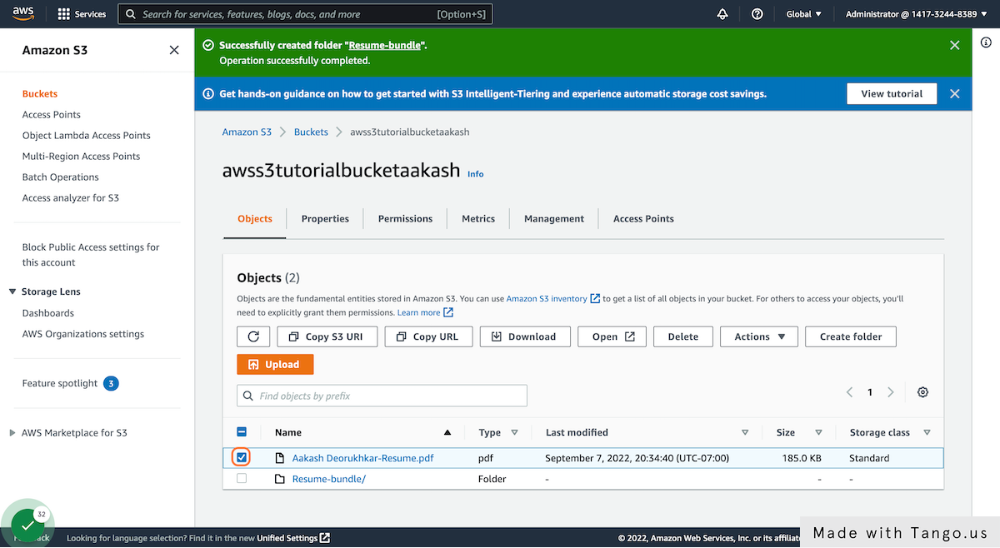 aws
Services
Search for services, features, blogs, docs, and more
[Option+S]
Global
Administrator @ 1417-3244-8389
Amazon S3
Buckets
Access Points
Object Lambda Access Points
Multi-Region Access Points
Batch Operations
Access analyzer for S3
Block Public Access settings for
this account
Storage Lens
Dashboards
AWS Organizations settings
Feature spotlight 3
AWS Marketplace for S3
Successfully created folder "Resume-bundle".
Operation successfully completed.
Get hands-on guidance on how to get started with S3 Intelligent-Tiering and experience automatic storage cost savings.
View tutorial
Amazon S3 Buckets awss3tutorialbucketaakash
awss3tutorialbucketaakash Info
Objects Properties Permissions Metrics Management Access Points
Objects (2)
Objects are the fundamental entities stored in Amazon S3. You can use Amazon S3 inventory to get a list of all objects in your bucket. For others to access your objects, you'll
need to explicitly grant them permissions. Learn more
Copy S3 URI Copy URL Download Open Delete Actions Create folder
Upload
Find objects by prefix
1
Name Type Last modified Size Storage class
Aakash Deorukhkar-Resume.pdf pdf September 7, 2022, 20:34:40 (UTC-07:00) 185.0 KB Standard
Resume-bundle/ Folder - - -
32
Looking for language selection? Find it in the new Unified Settings
© 2022, Amazon Web Services, Inc. or its affiliate
Made with Tango.us